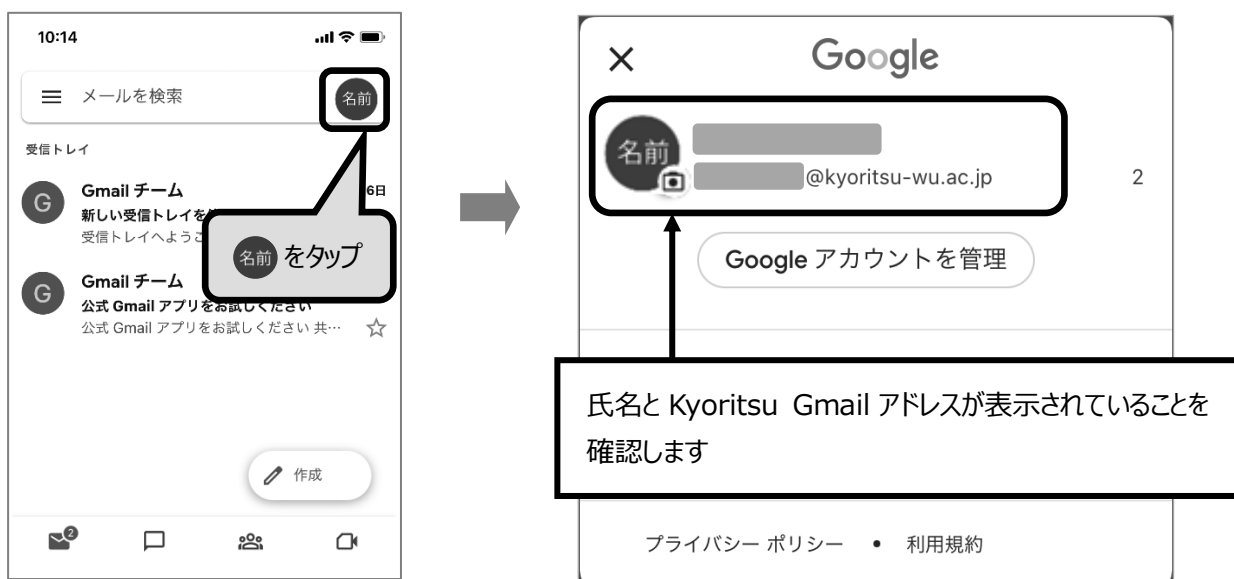 10:14
メールを検索
名前
受信トレイ
G
Gmail チーム
6日
新しい受信トレイを
受信トレイへようこ
名前 をタップ
G
Gmail チーム
公式 Gmail アプリをお試しください
公式 Gmail アプリをお試しください 共…
作成
2
Google
名前
@kyoritsu-wu.ac.jp
2
Google アカウントを管理
氏名と Kyoritsu Gmail アドレスが表示されていることを
確認します
プライバシー ポリシー • 利用規約